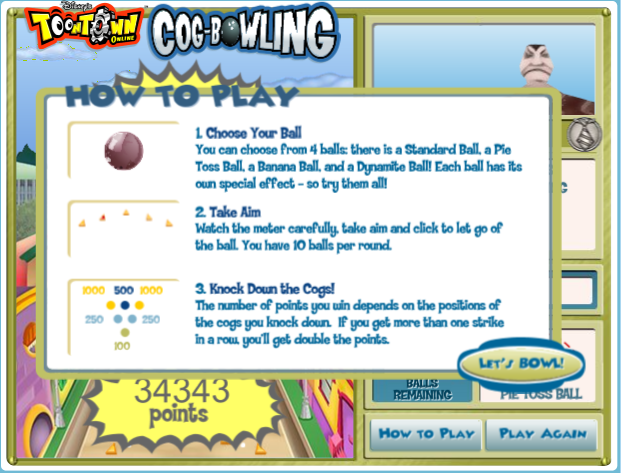 Disney's
TOONTOWN
ONLINE
COG-BOWLING
HOW TO PLAY
1. Choose Your Ball
You can choose from 4 balls: there is a Standard Ball, a Pie
Toss Ball, a Banana Ball, and a Dynamite Ball! Each ball has its
own special effect - so try them all!
2. Take Aim
Watch the meter carefully, take aim and click to let go of
the ball. You have 10 balls per round.
1000 500 1000
250 250
100
3. Knock Down the Cogs!
The number of points you win depends on the positions of
the cogs you knock down. If you get more than one strike
in a row, you'll get double the points.
LET'S BOWL!
34343
points
BALLS
REMAINING
PIE TOSS BALL
HOW TO PLAY
PLAY AGAIN